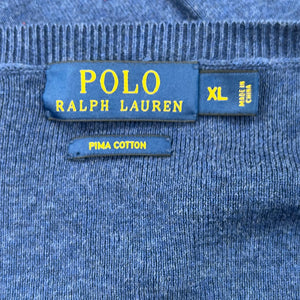 POLO
RALPH LAUREN
XL
MADE IN
CHINA
PIMA COTTON